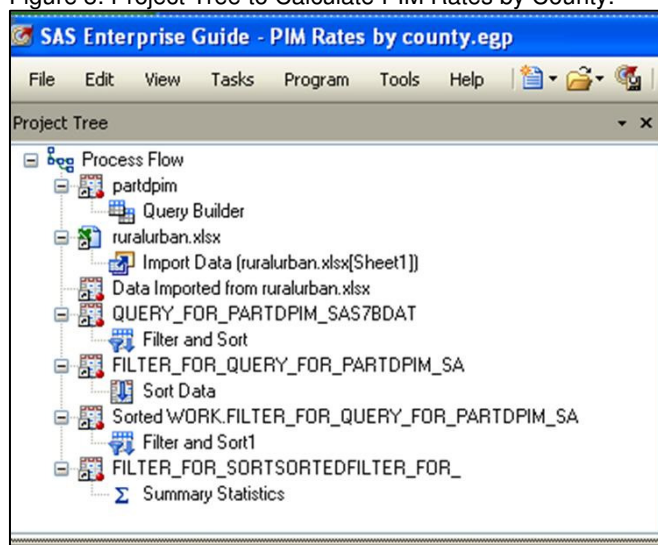 Figure 3: Project Tree to Calculate PIM Rates by County.
SAS Enterprise Guide - PIM Rates by county.egp
File Edit View Tasks Program Tools Help
Project Tree
Process Flow
partdpim
Query Builder
ruralurban.xlsx
Import Data (ruralurban.xlsx[Sheet1])
Data Imported from ruralurban.xlsx
QUERY_FOR_PARTDPIM_SAS7BDAT
Filter and Sort
FILTER_FOR_QUERY_FOR_PARTDPIM_SA
Sort Data
Sorted WORK.FILTER_FOR_QUERY_FOR_PARTDPIM_SA
Filter and Sort1
FILTER_FOR_SORTSORTEDFILTER_FOR_
Summary Statistics